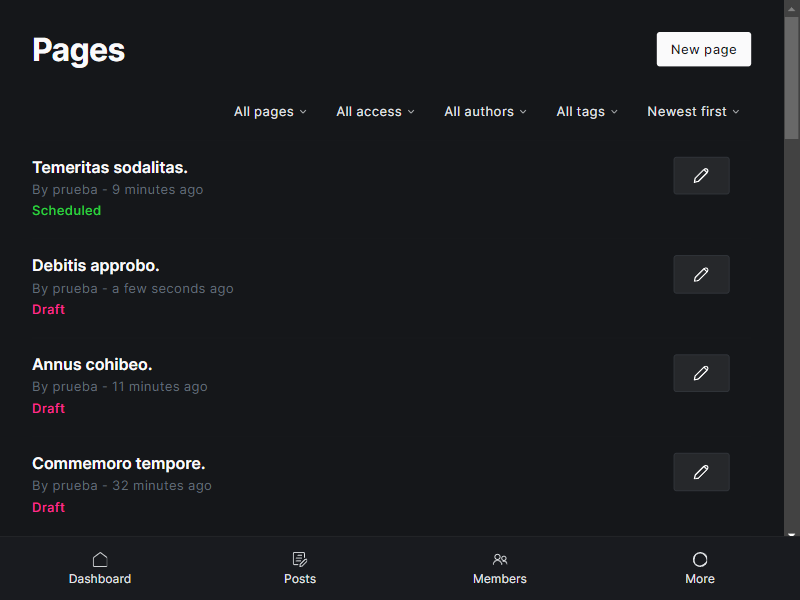 Pages
New page
All pages
All access
All authors
All tags
Newest first
Temeritas sodalitas.
By prueba - 9 minutes ago
Scheduled
Debitis approbo.
By prueba - a few seconds ago
Draft
Annus cohibeo.
By prueba - 11 minutes ago
Draft
Commemoro tempore.
By prueba - 32 minutes ago
Draft
Dashboard
Posts
Members
More